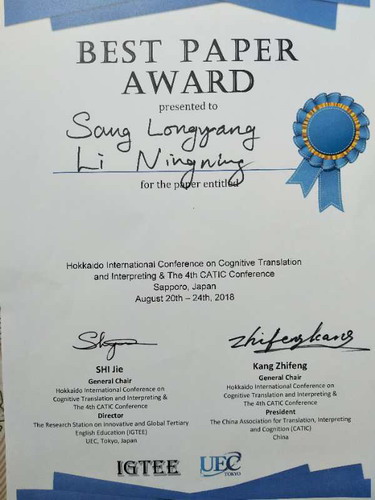 BEST PAPER
AWARD
presented to
Sang Longyang
Li Ningning
for the paper entitled
Hokkaido International Conference on Cognitive Translation
and Interpreting & The 4th CATIC Conference
Sapporo, Japan
August 20th – 24th, 2018
SHI Jie
General Chair
Hokkaido International Conference on
Cognitive Translation and Interpreting &
The 4th CATIC Conference
Director
The Research Station on Innovative and Global Tertiary
English Education (IGTEE)
UEC, Tokyo, Japan
zhifengkang
Kang Zhifeng
General Chair
Hokkaido International Conference on
Cognitive Translation and Interpreting &
The 4th CATIC Conference
President
The China Association for Translation, Interpreting
and Cognition (CATIC)
China
IGTEE
UEC
TOKYO